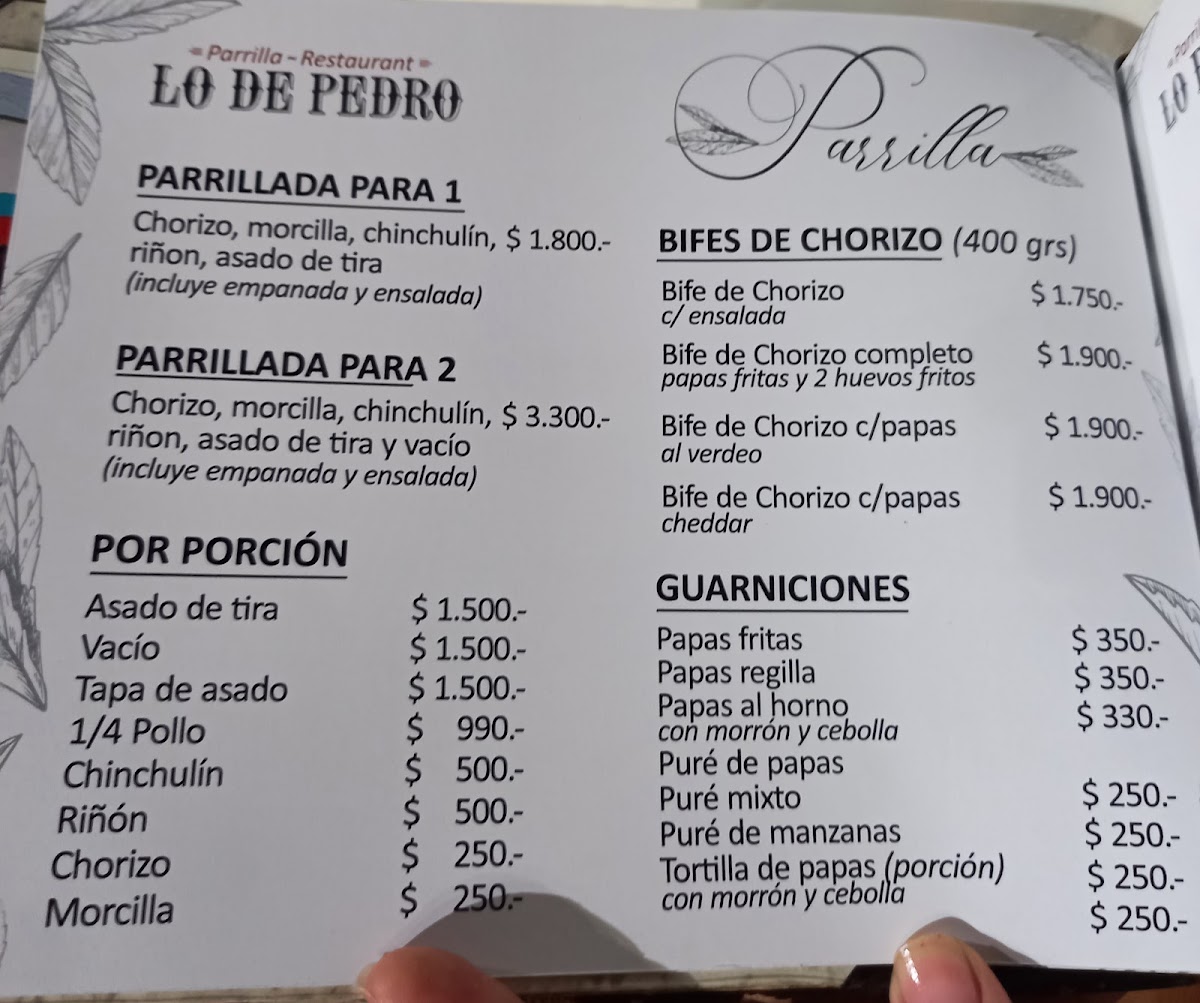 Parrilla ~ Restaurant
LO DE PEDRO
PARRILLADA PARA 1
Chorizo, morcilla, chinchulín, $ 1.800.-
riñon, asado de tira
(incluye empanada y ensalada)
PARRILLADA PARA 2
Chorizo, morcilla, chinchulín, $ 3.300.-
riñon, asado de tira y vacío
(incluye empanada y ensalada)
POR PORCIÓN
Asado de tira $ 1.500.-
Vacío $ 1.500.-
Tapa de asado $ 1.500.-
1/4 Pollo $ 990.-
Chinchulín $ 500.-
Riñón $ 500.-
Chorizo $ 250.-
Morcilla $ 250.-
Parrilla
BIFES DE CHORIZO (400 grs)
Bife de Chorizo $ 1.750.-
c/ ensalada
Bife de Chorizo completo $ 1.900.-
papas fritas y 2 huevos fritos
Bife de Chorizo c/papas $ 1.900.-
al verdeo
Bife de Chorizo c/papas $ 1.900.-
cheddar
GUARNICIONES
Papas fritas $ 350.-
Papas regilla $ 350.-
Papas al horno $ 330.-
con morrón y cebolla
Puré de papas $ 250.-
Puré mixto $ 250.-
Puré de manzanas $ 250.-
Tortilla de papas (porción) $ 250.-
con morrón y cebolla
LO